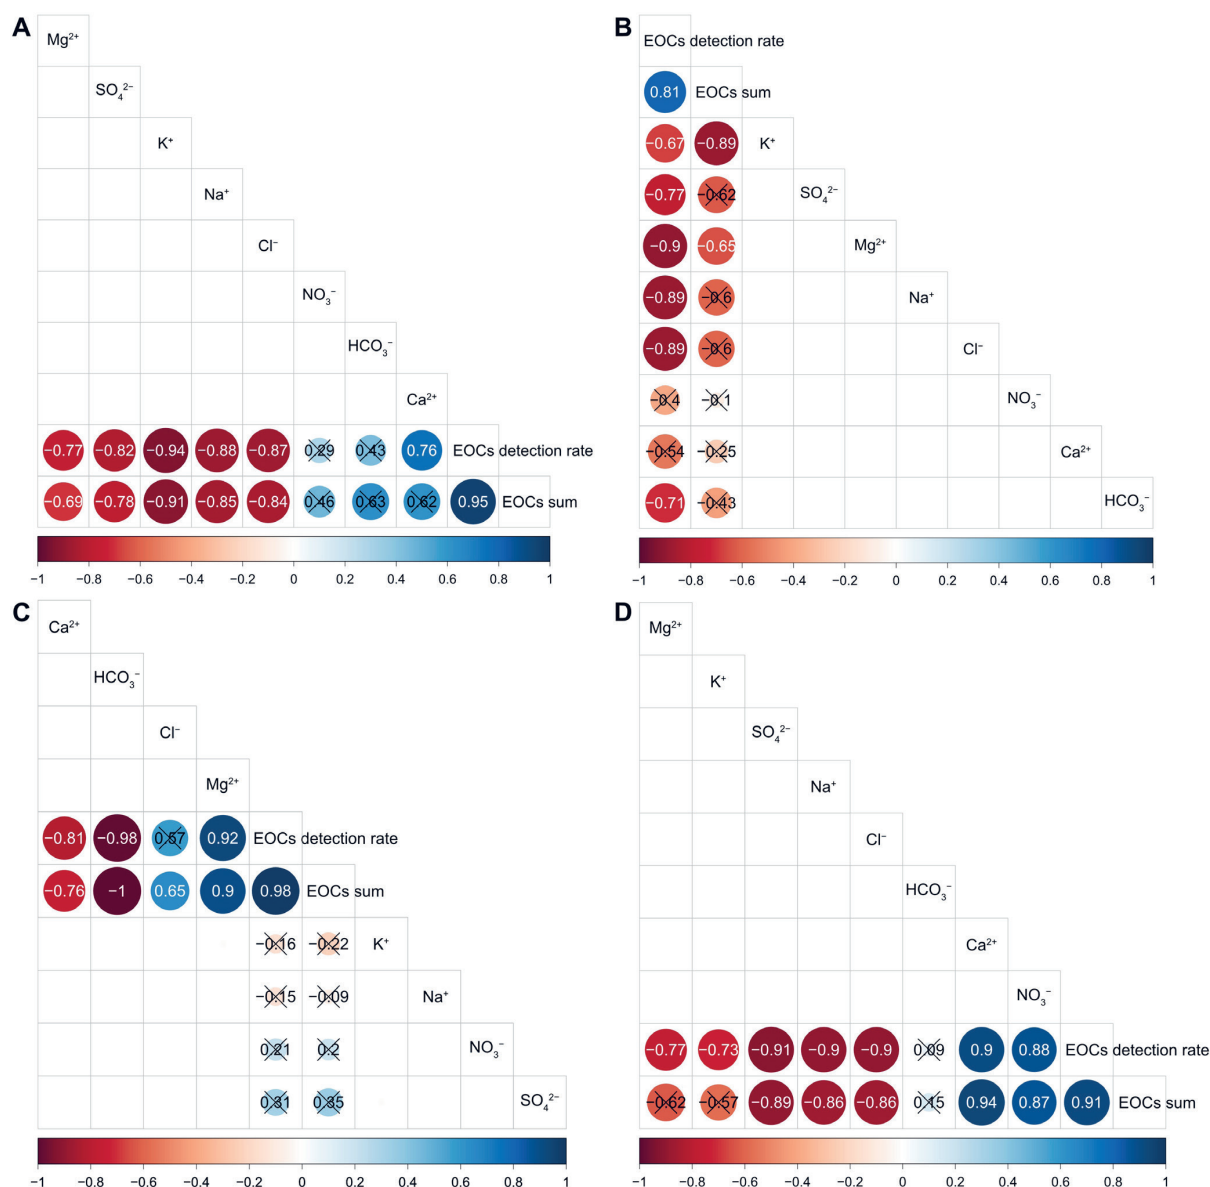 A
Mg²⁺
SO₄²⁻
K⁺
Na⁺
Cl⁻
NO₃⁻
HCO₃⁻
Ca²⁺
−0.77 −0.82 −0.94 −0.88 −0.87 0.29 0.43 0.76 EOCs detection rate
−0.69 −0.78 −0.91 −0.85 −0.84 0.46 0.63 0.62 0.95 EOCs sum
−1 −0.8 −0.6 −0.4 −0.2 0 0.2 0.4 0.6 0.8 1
B
EOCs detection rate
0.81 EOCs sum
−0.67 −0.89 K⁺
−0.77 −0.62 SO₄²⁻
−0.9 −0.65 Mg²⁺
−0.89 −0.6 Na⁺
−0.89 −0.6 Cl⁻
−0.4 −0.1 NO₃⁻
−0.54 −0.25 Ca²⁺
−0.71 −0.43 HCO₃⁻
−1 −0.8 −0.6 −0.4 −0.2 0 0.2 0.4 0.6 0.8 1
C
Ca²⁺
HCO₃⁻
Cl⁻
Mg²⁺
−0.81 −0.98 0.57 0.92 EOCs detection rate
−0.76 −1 0.65 0.9 0.98 EOCs sum
−0.16 −0.22 K⁺
−0.15 −0.09 Na⁺
0.21 0.2 NO₃⁻
0.31 0.35 SO₄²⁻
−1 −0.8 −0.6 −0.4 −0.2 0 0.2 0.4 0.6 0.8 1
D
Mg²⁺
K⁺
SO₄²⁻
Na⁺
Cl⁻
HCO₃⁻
Ca²⁺
NO₃⁻
−0.77 −0.73 −0.91 −0.9 −0.9 0.09 0.9 0.88 EOCs detection rate
−0.62 −0.57 −0.89 −0.86 −0.86 0.15 0.94 0.87 0.91 EOCs sum
−1 −0.8 −0.6 −0.4 −0.2 0 0.2 0.4 0.6 0.8 1